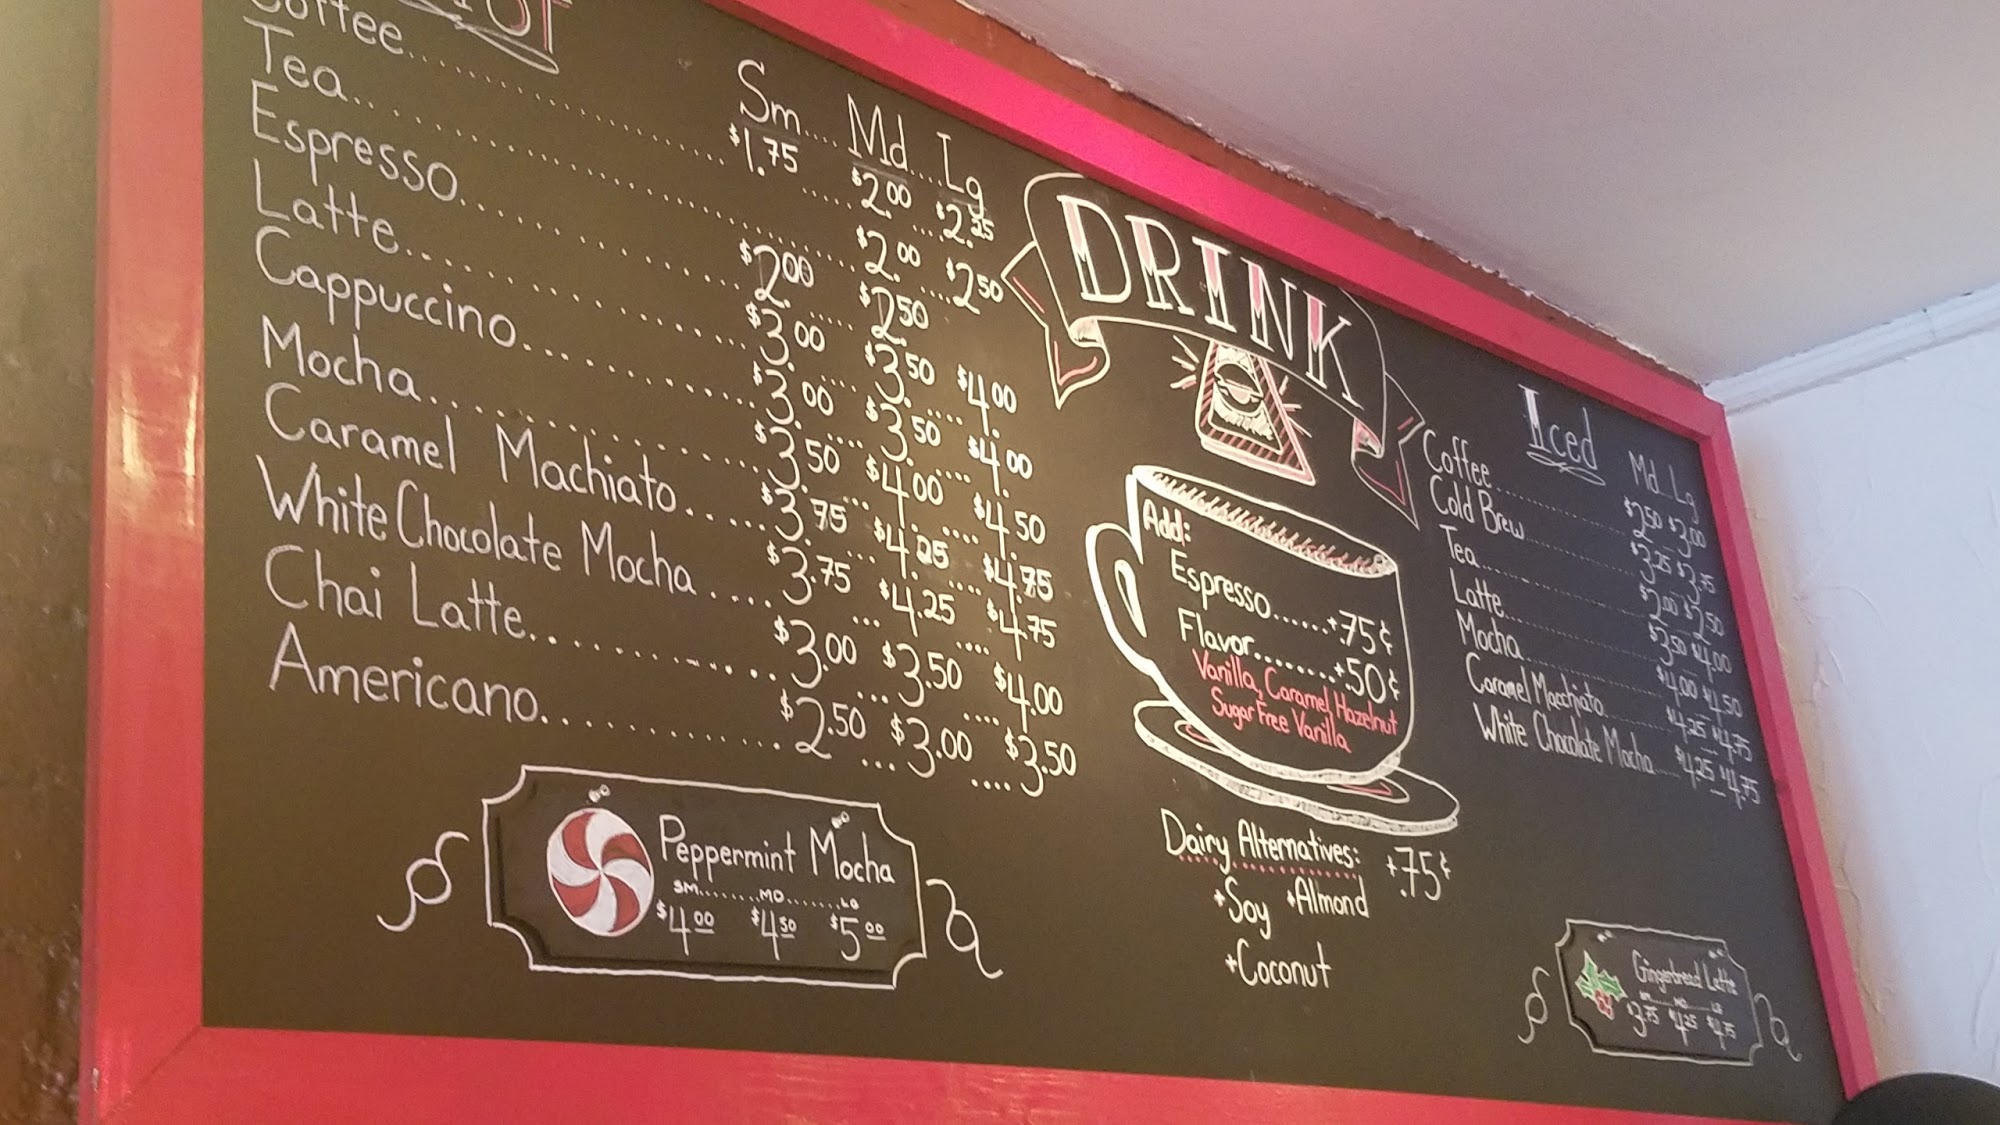 Sm....Md....Lg
Coffee.......... $1.75 ..... $2.00 .... $2.25
Tea.......... $2.00 .... $2.50
Espresso.......... $2.00 ..... $2.50
Latte.......... $3.00 .... $3.50 .... $4.00
Cappuccino.......... $3.00 .... $3.50 .... $4.00
Mocha.......... $3.50 ... $4.00 .... $4.50
Caramel Machiato..... $3.75 ... $4.25 .... $4.75
White Chocolate Mocha .... $3.75 ... $4.25 .... $4.75
Chai Latte.......... $3.00 ... $3.50 .... $4.00
Americano.......... $2.50 ... $3.00 .... $3.50
Peppermint Mocha
SM........MD........LG
$4.00 $4.50 $5.00
DRINK
Add:
Espresso......+.75¢
Flavor.......+.50¢
Vanilla, Caramel, Hazelnut
Sugar Free Vanilla
Dairy Alternatives: +.75¢
+Soy +Almond
+Coconut
Iced
Md...Lg
Coffee.......... $2.50 $3.00
Cold Brew.......... $3.25 $3.75
Tea.......... $2.00 $2.50
Latte.......... $3.50 $4.00
Mocha.......... $4.00 $4.50
Caramel Macchiato....... $4.25 $4.75
White Chocolate Mocha..... $4.25 $4.75
Gingerbread Latte
SM......MD......LG
$3.75 $4.25 $4.75